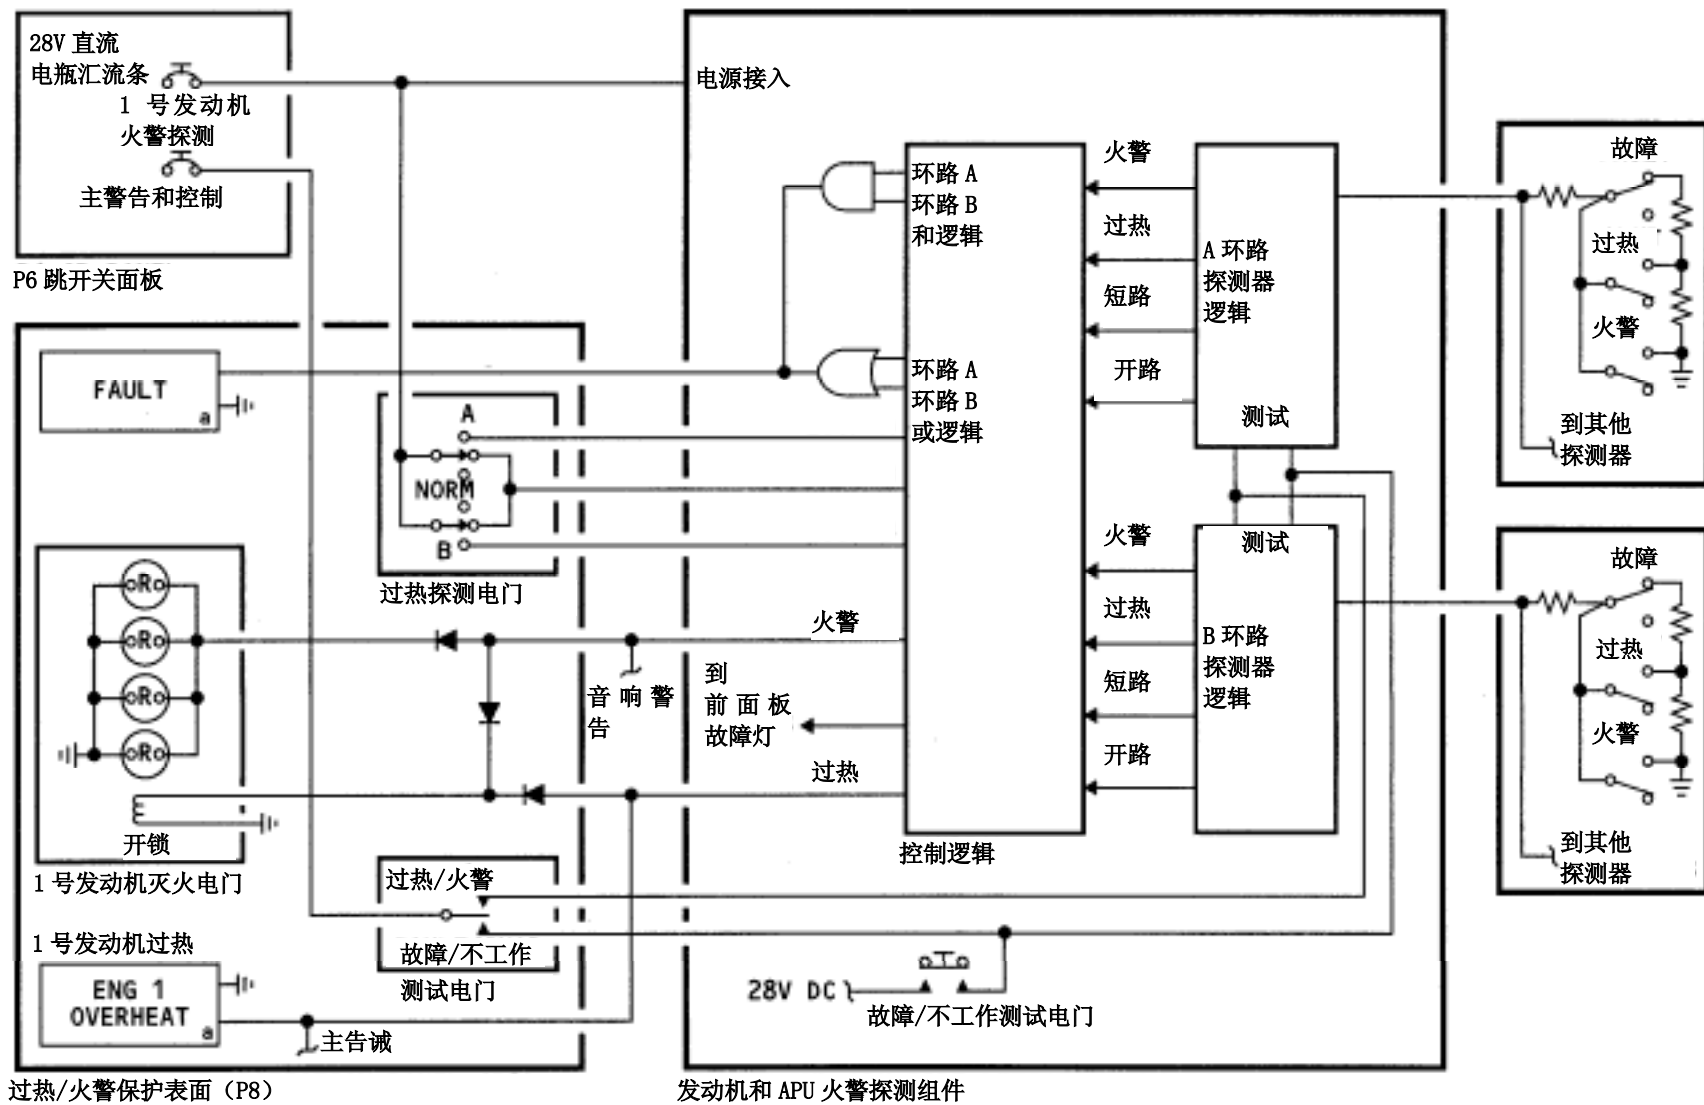 28V 直流
电瓶汇流条
1 号发动机
火警探测
主警告和控制
P6 跳开关面板
电源接入
环路 A
环路 B
和逻辑
环路 A
环路 B
或逻辑
控制逻辑
火警
过热
短路
开路
A 环路
探测器
逻辑
测试
火警
过热
短路
开路
测试
B 环路
探测器
逻辑
故障
过热
火警
到其他
探测器
故障
过热
火警
到其他
探测器
FAULT
a
A
NORM
B
过热探测电门
R
R
R
R
开锁
1 号发动机灭火电门
火警
音响警
告
到
前面板
故障灯
过热
过热/火警
故障/不工作
测试电门
1 号发动机过热
ENG 1
OVERHEAT
a
主告诫
28V DC
故障/不工作测试电门
过热/火警保护表面（P8）
发动机和 APU 火警探测组件